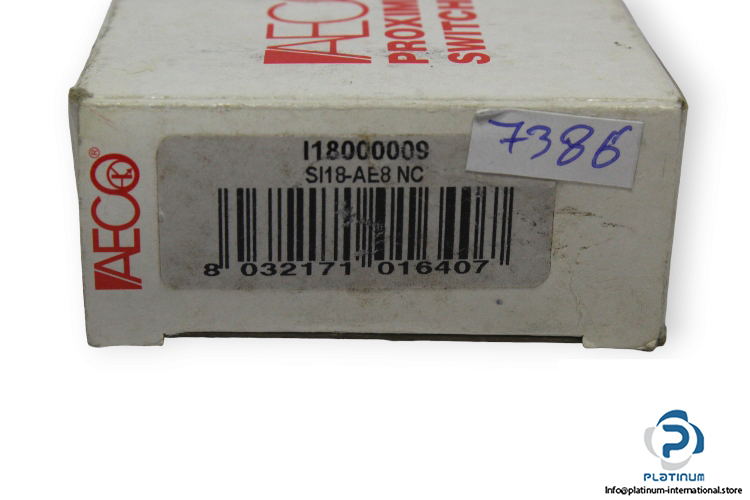 AECO
PROXIM
SWITCH
AECO®
I18000009
SI18-AE8 NC
8 032171 016407
7386
PLATINUM
Info@platinum-international.store